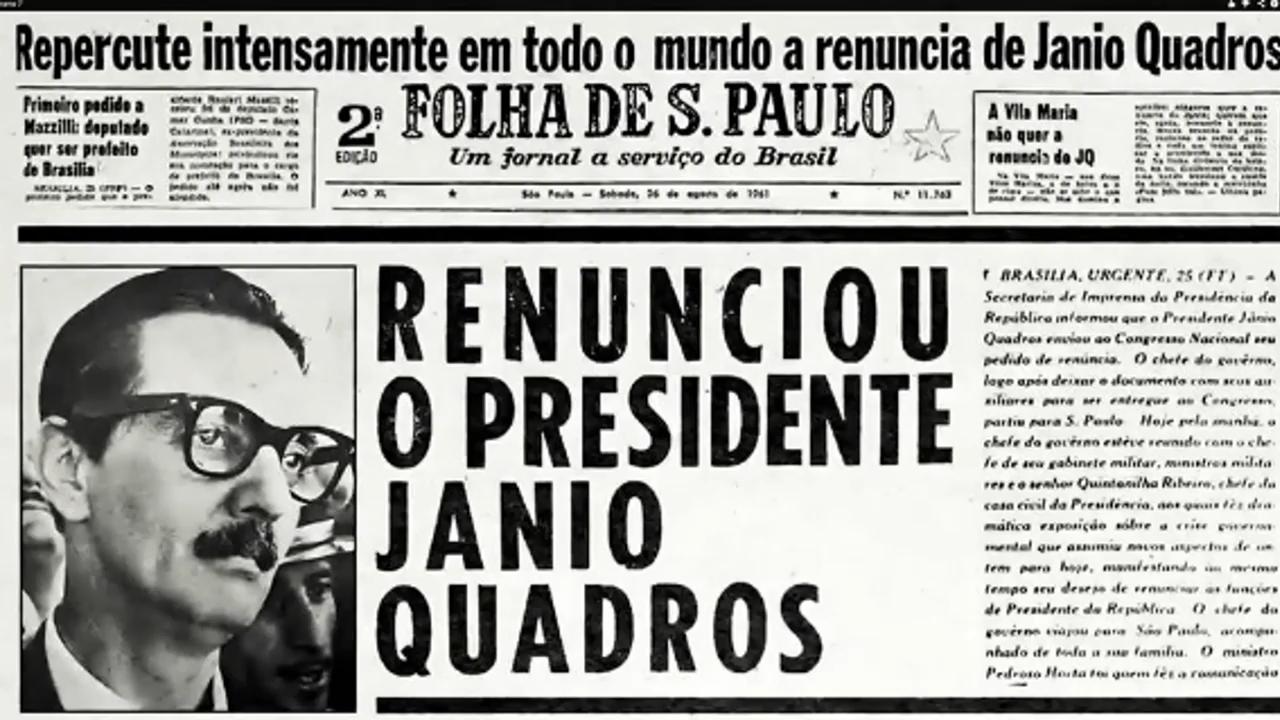 Repercute intensamente em todo o mundo a renuncia de Janio Quadros
Primeiro pedido a
Mazzilli: deputado
quer ser prefeito
de Brasilia
2ª
EDIÇÃO
FOLHA DE S. PAULO
Um jornal a serviço do Brasil
ANO XL ★ São Paulo — Sabado, 26 de agosto de 1961 ★ N.º 11.763
A Vila Maria
não quer a
renuncia do JQ
RENUNCIOU
O PRESIDENTE
JANIO
QUADROS
BRASILIA, URGENTE, 25 (FT) — A
Secretaria de Imprensa da Presidência da
República informou que o Presidente Jânio
Quadros enviou ao Congresso Nacional seu
pedido de renúncia. O chefe do govêrno,
logo após deixar o documento com seus au-
xiliares para ser entregue ao Congresso,
partiu para S. Paulo Hoje pela manhã, o
chefe do govêrno estêve reunido com o che-
fe de seu gabinete militar, ministros milita-
res e o senhor Quintanilha Ribeiro, chefe da
casa civil da Presidência, aos quais fêz dra-
mática exposição sôbre a crise governa-
mental que assumiu novos aspectos de on-
tem para hoje, manifestando ao mesmo
tempo seu desejo de renunciar as funções
de Presidente da República. O chefe do
govêrno viajou para São Paulo, acompa-
nhado de toda a sua família. O ministro
Pedroso Horta foi quem fêz a comunicação